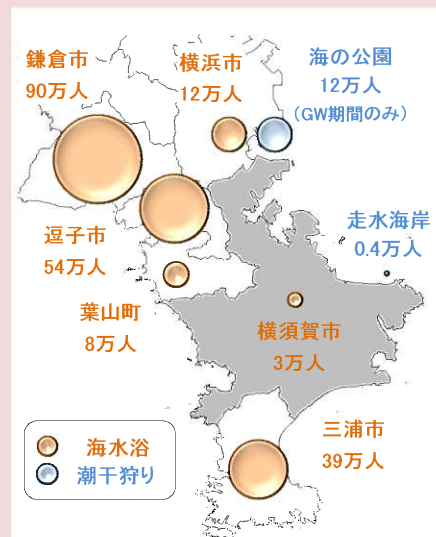 鎌倉市
90万人
横浜市
12万人
海の公園
12万人
(GW期間のみ)
逗子市
54万人
走水海岸
0.4万人
葉山町
8万人
横須賀市
3万人
三浦市
39万人
海水浴
潮干狩り